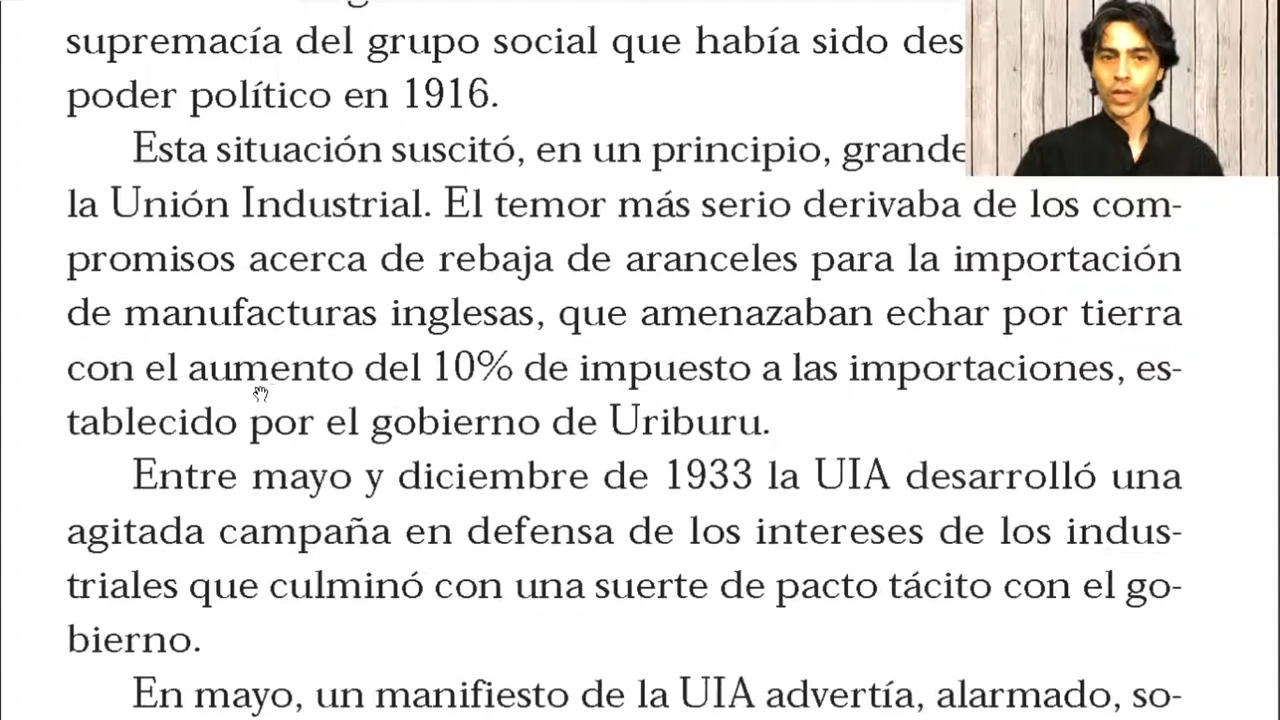 supremacía del grupo social que había sido des
poder político en 1916.
Esta situación suscitó, en un principio, grande
la Unión Industrial. El temor más serio derivaba de los com-
promisos acerca de rebaja de aranceles para la importación
de manufacturas inglesas, que amenazaban echar por tierra
con el aumento del 10% de impuesto a las importaciones, es-
tablecido por el gobierno de Uriburu.
Entre mayo y diciembre de 1933 la UIA desarrolló una
agitada campaña en defensa de los intereses de los indus-
triales que culminó con una suerte de pacto tácito con el go-
bierno.
En mayo, un manifiesto de la UIA advertía, alarmado, so-